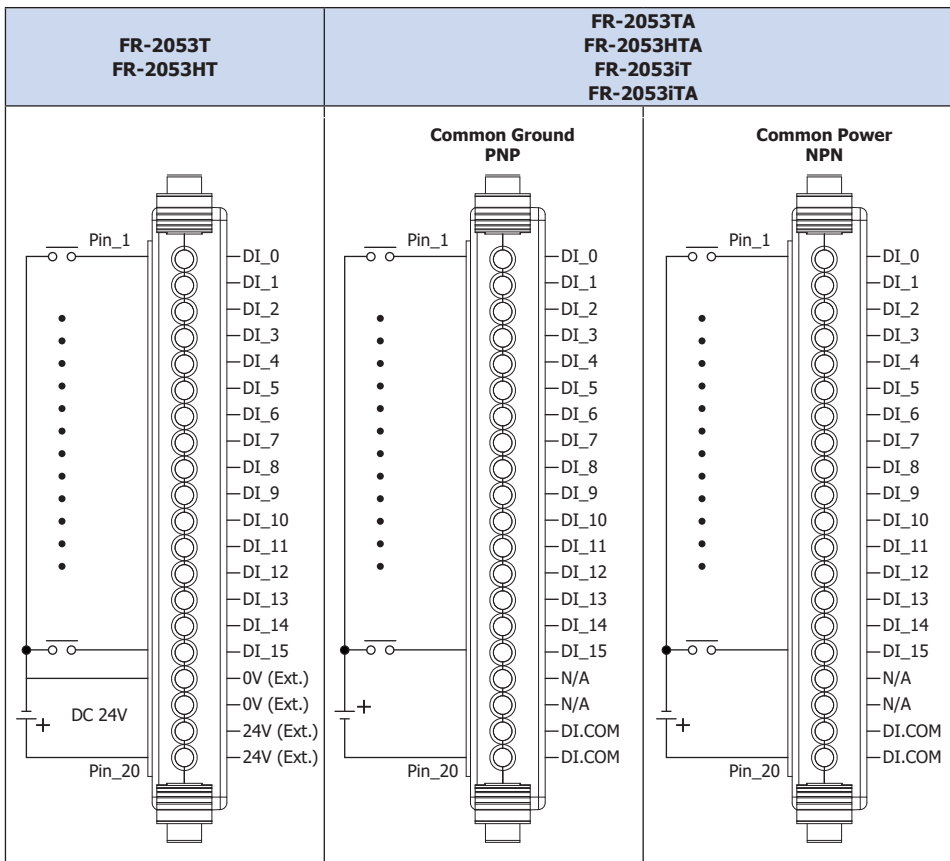 FR-2053T
FR-2053HT
FR-2053TA
FR-2053HTA
FR-2053iT
FR-2053iTA
Pin_1
DI_0
DI_1
DI_2
DI_3
DI_4
DI_5
DI_6
DI_7
DI_8
DI_9
DI_10
DI_11
DI_12
DI_13
DI_14
DI_15
0V (Ext.)
0V (Ext.)
DC 24V
+
24V (Ext.)
24V (Ext.)
Pin_20
Common Ground
PNP
Pin_1
DI_0
DI_1
DI_2
DI_3
DI_4
DI_5
DI_6
DI_7
DI_8
DI_9
DI_10
DI_11
DI_12
DI_13
DI_14
DI_15
N/A
N/A
+
DI.COM
DI.COM
Pin_20
Common Power
NPN
Pin_1
DI_0
DI_1
DI_2
DI_3
DI_4
DI_5
DI_6
DI_7
DI_8
DI_9
DI_10
DI_11
DI_12
DI_13
DI_14
DI_15
N/A
N/A
+
DI.COM
DI.COM
Pin_20